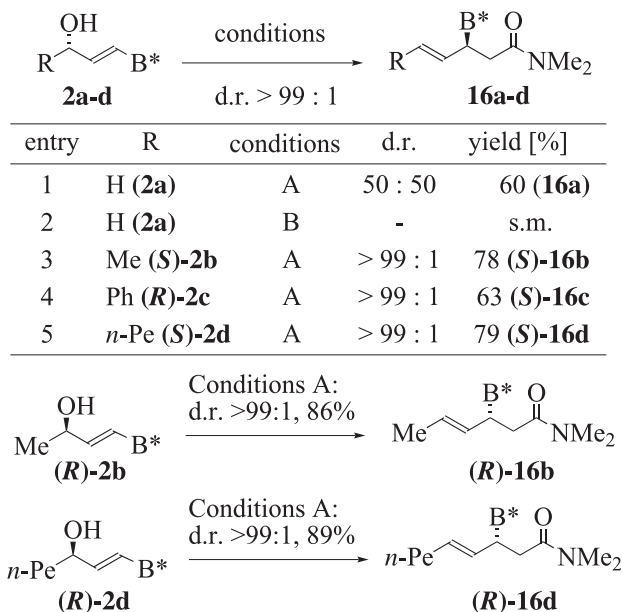 OH
R
B*
2a-d
conditions
d.r. > 99 : 1
B*
O
R
NMe2
16a-d
entry R conditions d.r. yield [%]
1 H (2a) A 50 : 50 60 (16a)
2 H (2a) B - s.m.
3 Me (S)-2b A > 99 : 1 78 (S)-16b
4 Ph (R)-2c A > 99 : 1 63 (S)-16c
5 n-Pe (S)-2d A > 99 : 1 79 (S)-16d
OH
Me
B*
(R)-2b
Conditions A:
d.r. >99:1, 86%
B*
O
Me
NMe2
(R)-16b
OH
n-Pe
B*
(R)-2d
Conditions A:
d.r. >99:1, 89%
B*
O
n-Pe
NMe2
(R)-16d